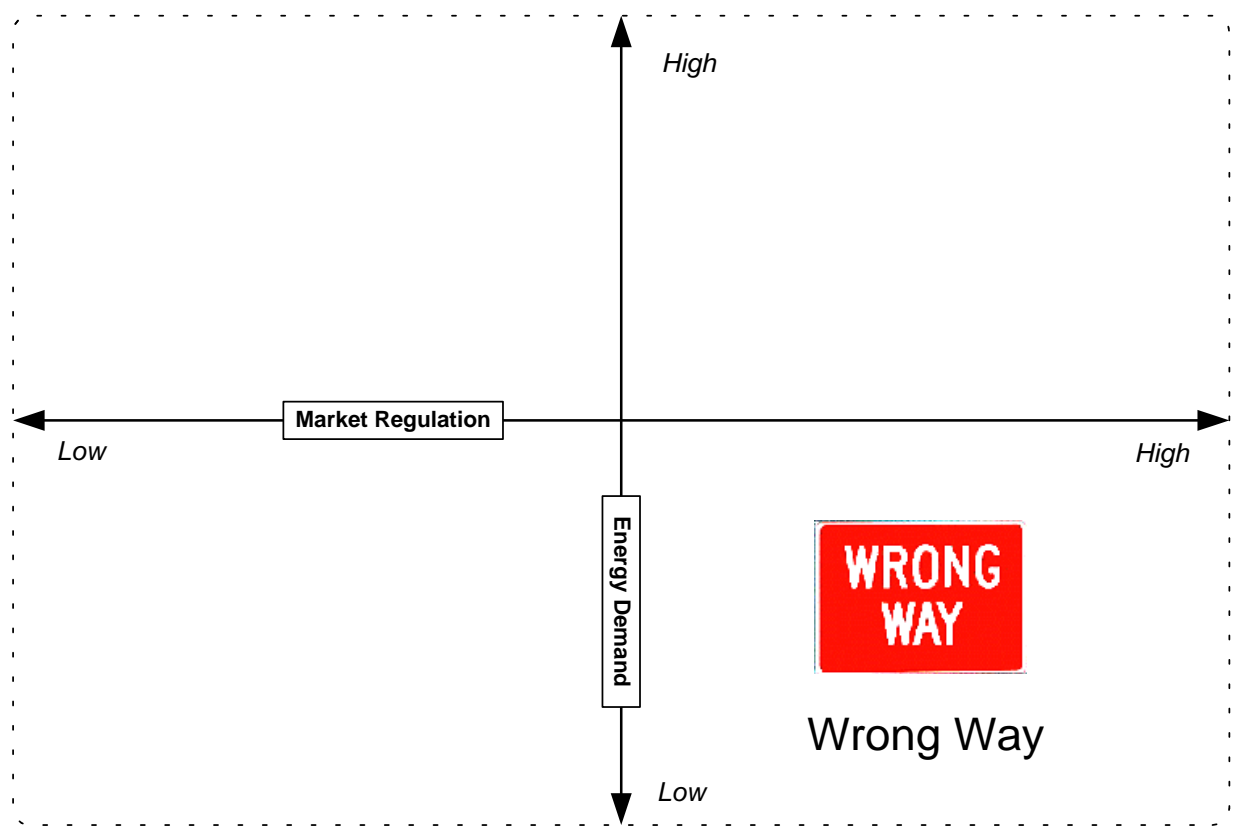 High
Market Regulation
Low
High
Energy Demand
WRONG
WAY
Wrong Way
Low